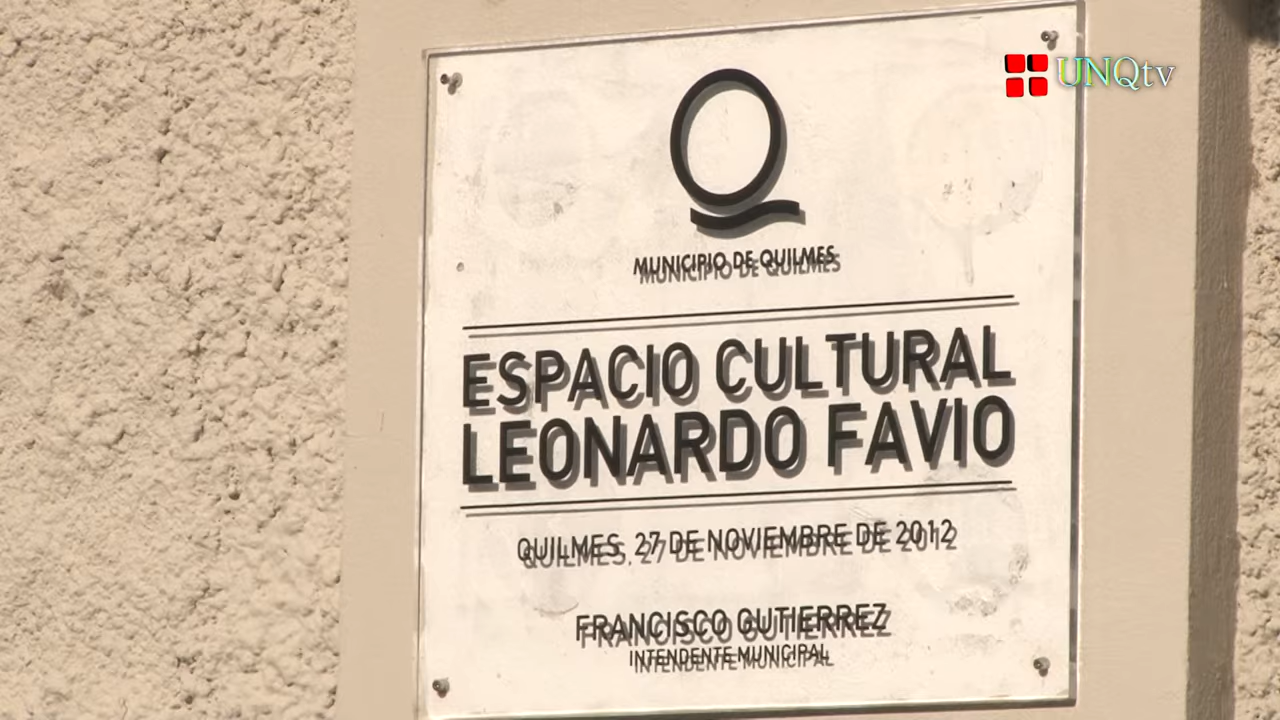 UNQtv
Q
MUNICIPIO DE QUILMES
ESPACIO CULTURAL
LEONARDO FAVIO
QUILMES, 27 DE NOVIEMBRE DE 2012
FRANCISCO GUTIERREZ
INTENDENTE MUNICIPAL